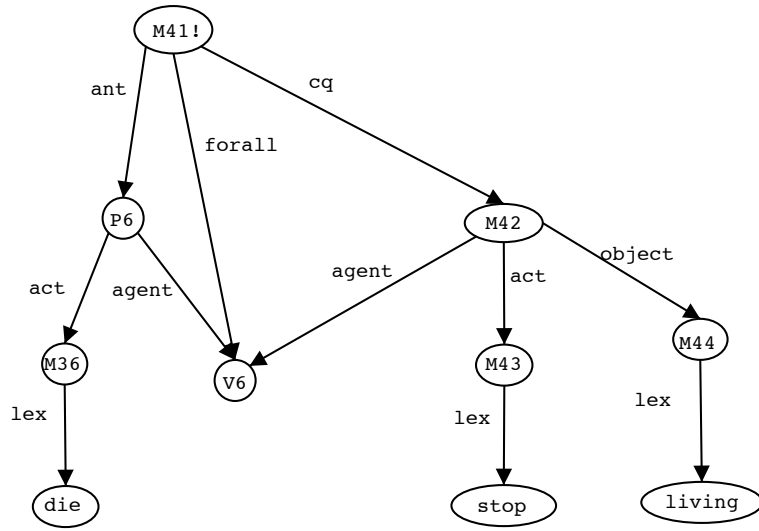 M41!
cq
ant
forall
P6
M42
agent
object
act
act
agent
M44
M36
M43
V6
lex
lex
lex
die
stop
living